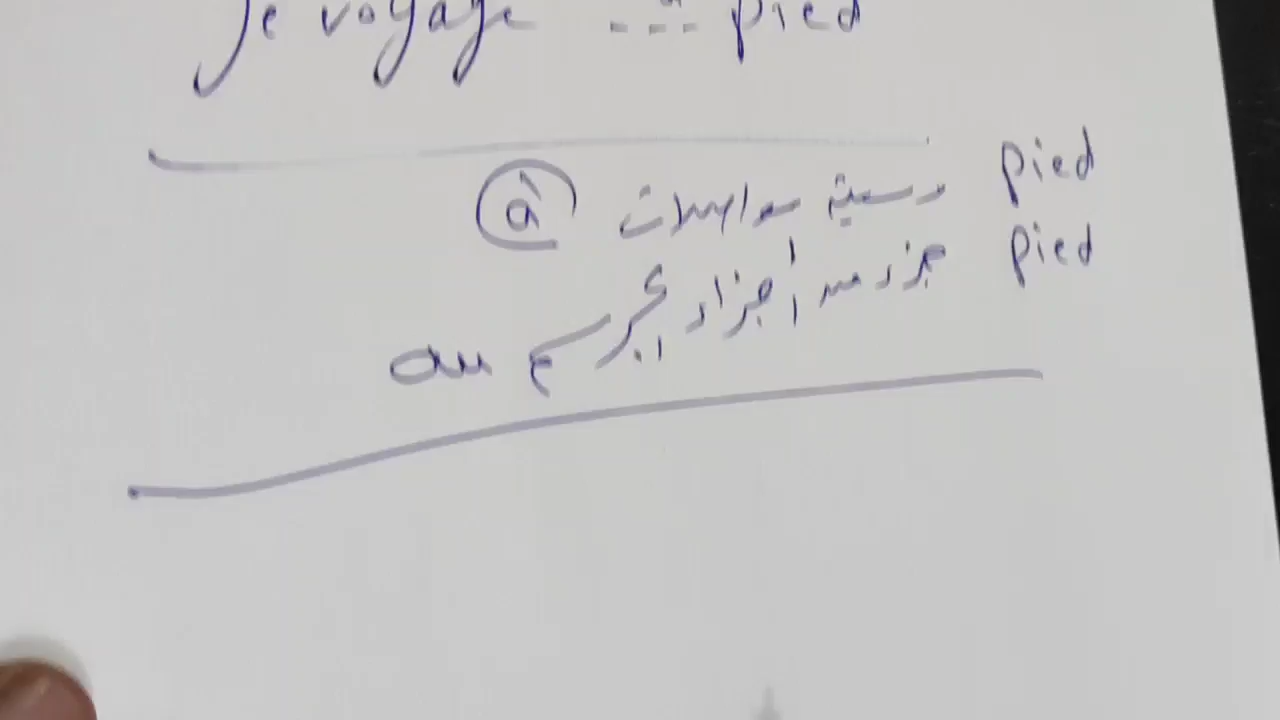 Je voyage --- à pied
pied وسيلة مواصلات à
pied جزء من أجزاء الجسم au